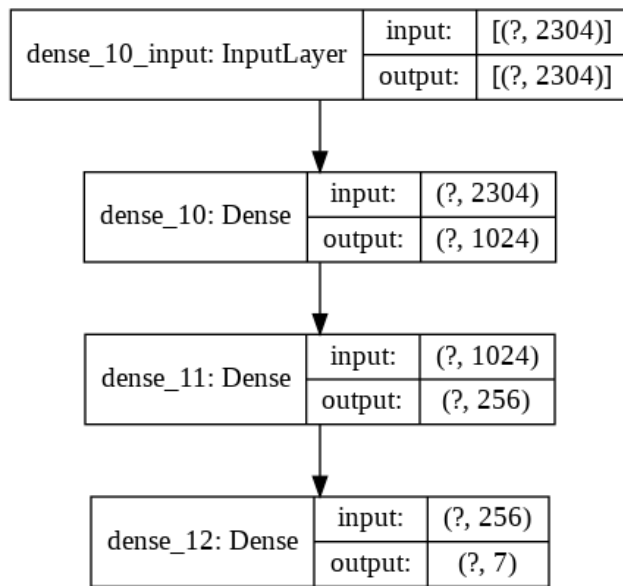 dense_10_input: InputLayer
input: [(?, 2304)]
output: [(?, 2304)]
dense_10: Dense
input: (?, 2304)
output: (?, 1024)
dense_11: Dense
input: (?, 1024)
output: (?, 256)
dense_12: Dense
input: (?, 256)
output: (?, 7)